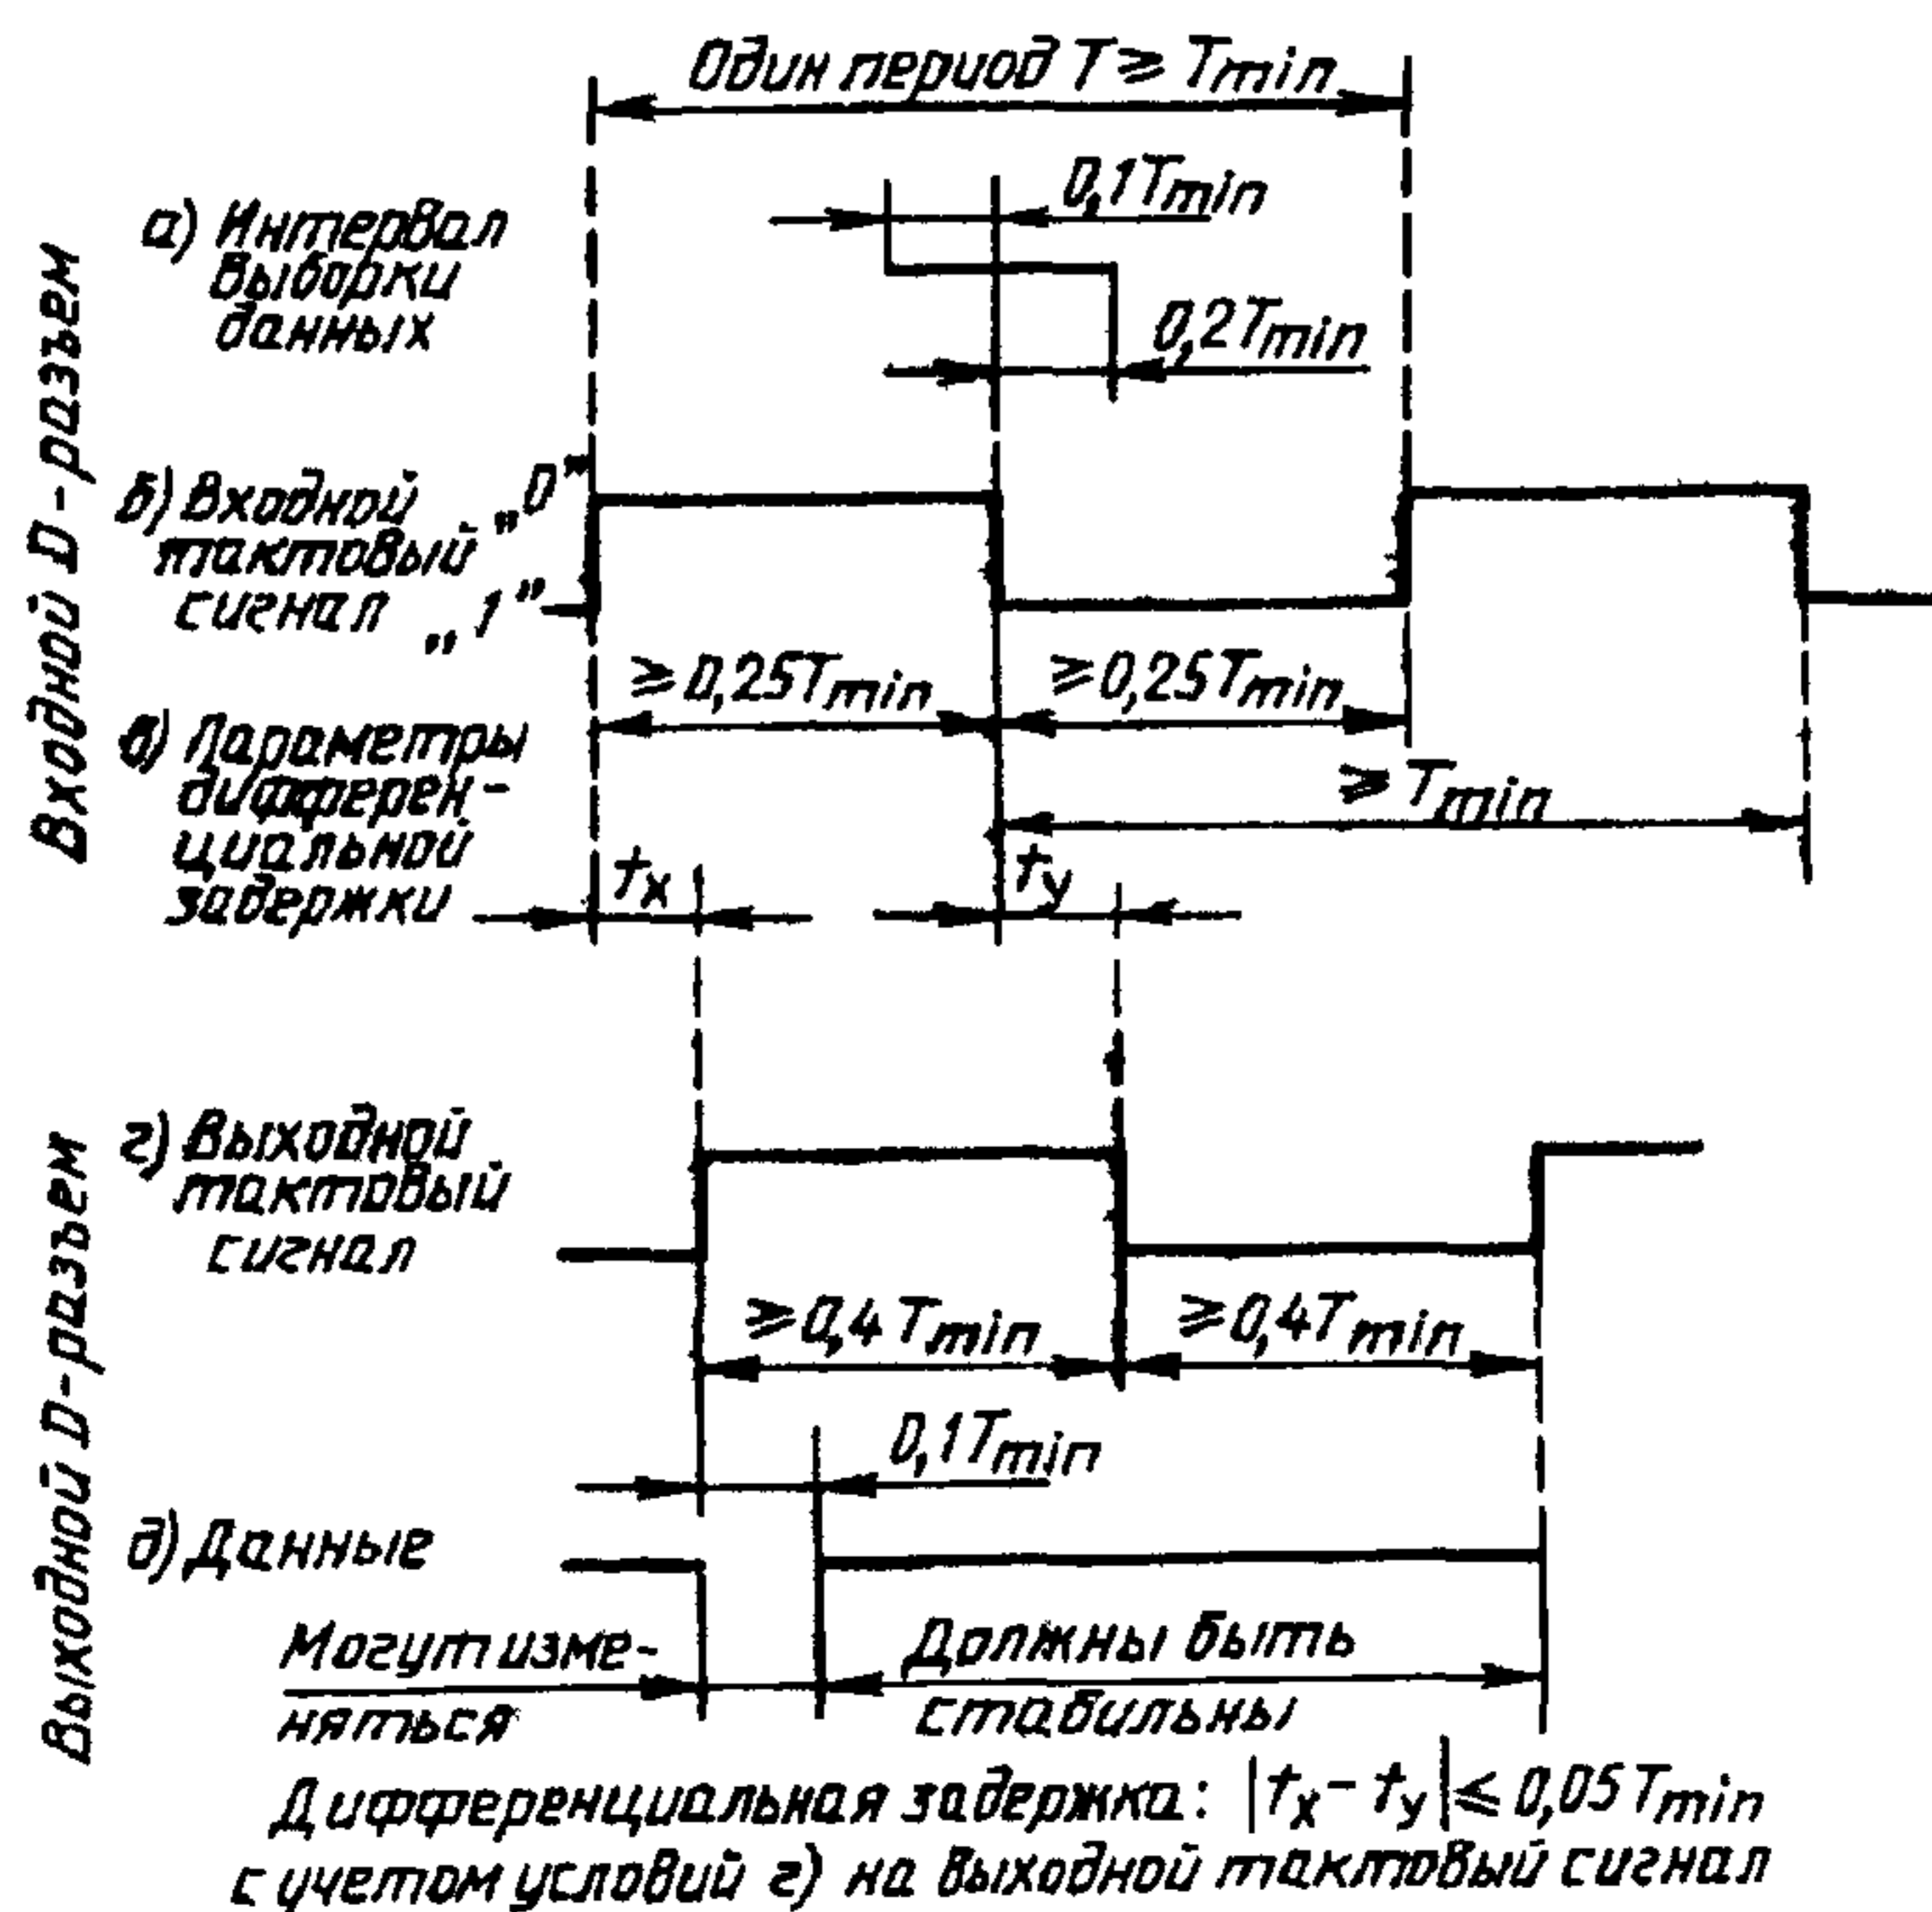 Один период T ⩾ Tmin
Входной D-разъем
а) Интервал
выборки
данных
0,1Tmin
0,2Tmin
б) Входной
тактовый
сигнал
„0”
„1”
⩾0,25Tmin
⩾0,25Tmin
в) Параметры
дифферен-
циальной
задержки
⩾Tmin
tx
ty
Выходной D-разъем
г) Выходной
тактовый
сигнал
⩾0,4Tmin
⩾0,4Tmin
0,1Tmin
д) Данные
Могут изме-
няться
Должны быть
стабильны
Дифференциальная задержка: |tx - ty| ⩽ 0,05Tmin
с учетом условий г) на выходной тактовый сигнал